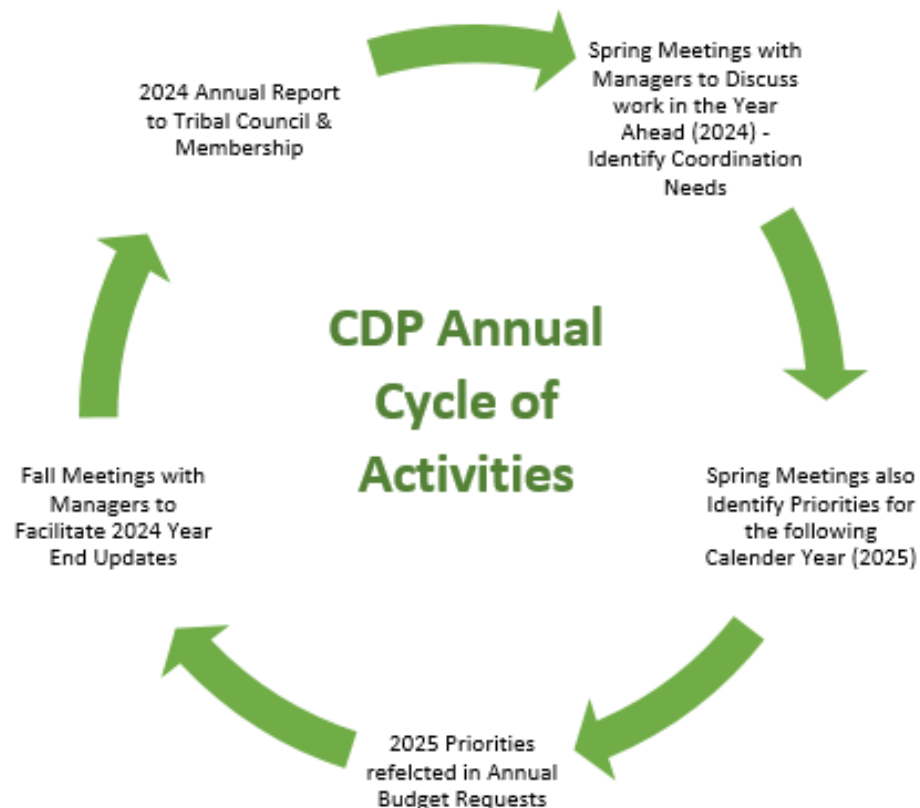 2024 Annual Report
to Tribal Council &
Membership
Spring Meetings with
Managers to Discuss
work in the Year
Ahead (2024) -
Identify Coordination
Needs
CDP Annual
Cycle of
Activities
Spring Meetings also
Identify Priorities for
the following
Calender Year (2025)
2025 Priorities
refelcted in Annual
Budget Requests
Fall Meetings with
Managers to
Facilitate 2024 Year
End Updates